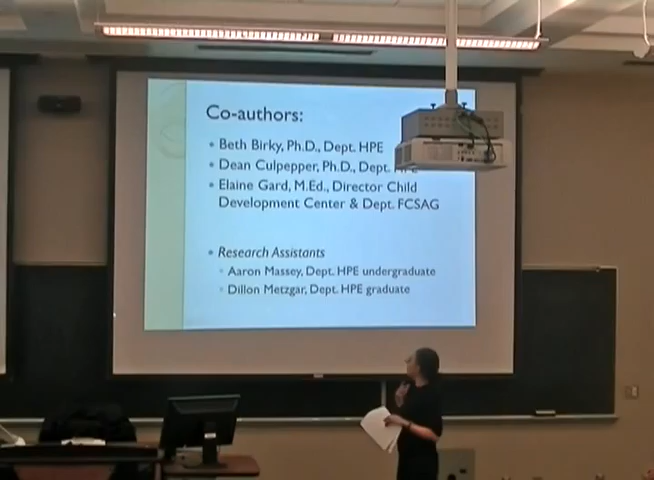 Co-authors:
• Beth Birky, Ph.D., Dept. HPE
• Dean Culpepper, Ph.D., Dept. HPE
• Elaine Gard, M.Ed., Director Child
Development Center & Dept. FCSAG
• Research Assistants
◦ Aaron Massey, Dept. HPE undergraduate
◦ Dillon Metzgar, Dept. HPE graduate